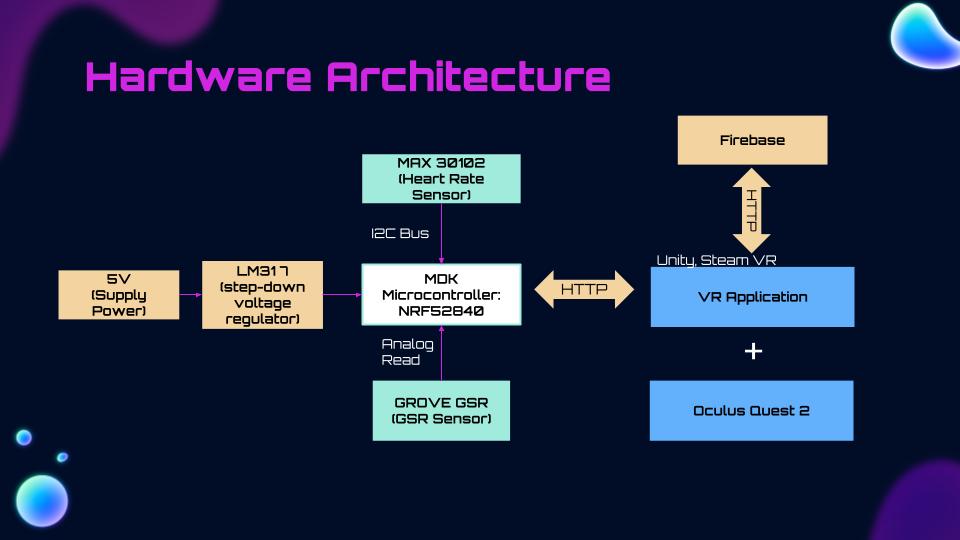 Hardware Architecture
Firebase
HTTP
MAX 30102
(Heart Rate
Sensor)
I2C Bus
Unity, Steam VR
5V
(Supply
Power)
LM317
(step-down
voltage
regulator)
MDK
Microcontroller:
NRF52840
HTTP
VR Application
Analog
Read
+
GROVE GSR
(GSR Sensor)
Oculus Quest 2